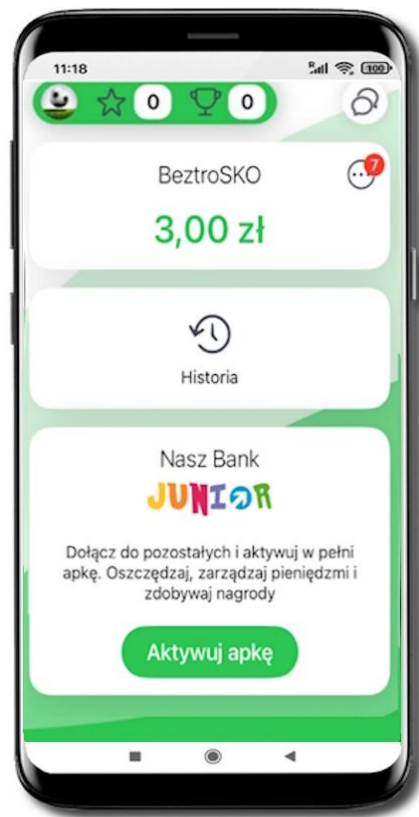 11:18
R
100
0
0
BeztroSKO
7
3,00 zł
Historia
Nasz Bank
JUNIOR
Dołącz do pozostałych i aktywuj w pełni
apkę. Oszczędzaj, zarządzaj pieniędzmi i
zdobywaj nagrody
Aktywuj apkę